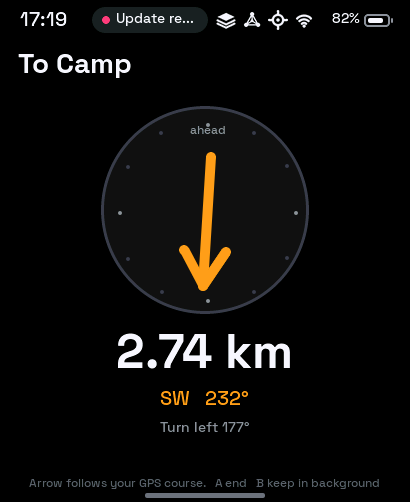 17:19 Update re... 82%
To Camp
ahead
2.74 km
SW 232°
Turn left 177°
Arrow follows your GPS course. A end B keep in background